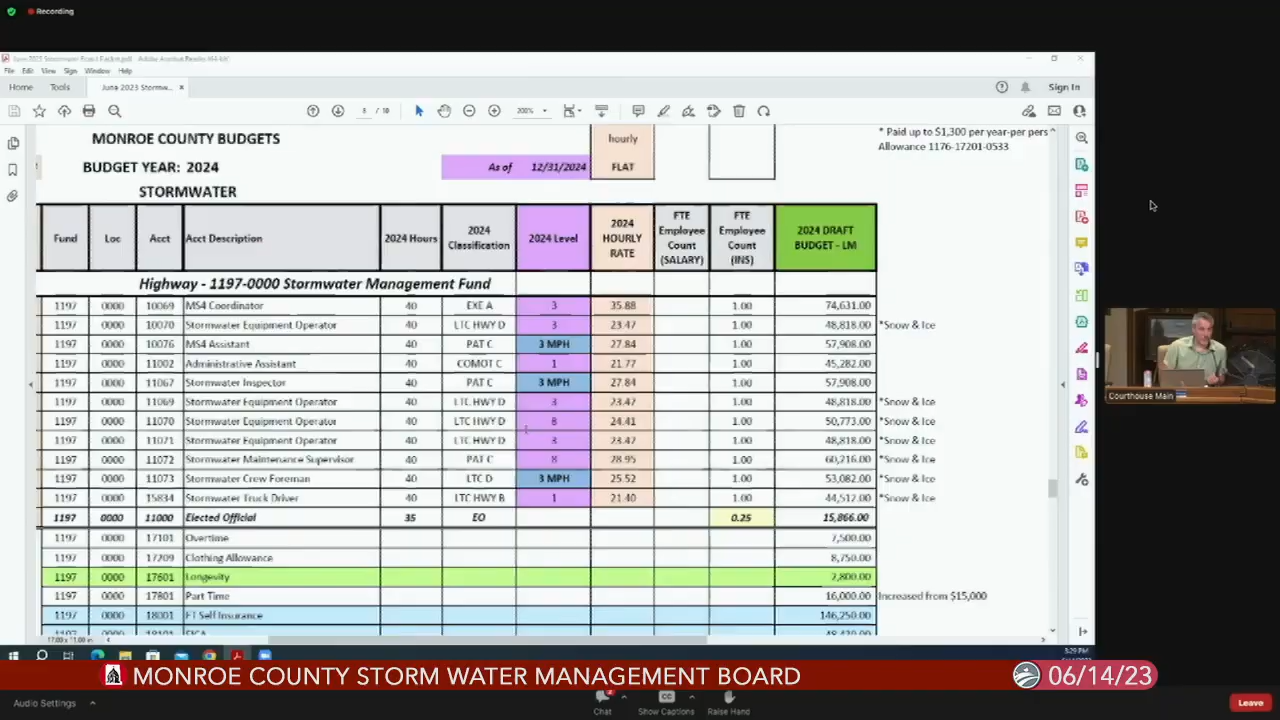 Recording
File Edit View Sign Window Help
Home Tools June 2023 Stormw... × Sign In
8 / 10 200%
MONROE COUNTY BUDGETS hourly * Paid up to $1,300 per year-per pers
Allowance 1176-17201-0533
BUDGET YEAR: 2024 As of 12/31/2024 FLAT
STORMWATER
Fund Loc Acct Acct Description 2024 Hours 2024 Classification 2024 Level 2024 HOURLY RATE FTE Employee Count (SALARY) FTE Employee Count (INS) 2024 DRAFT BUDGET - LM
Highway - 1197-0000 Stormwater Management Fund
1197 0000 10069 MS4 Coordinator 40 EXE A 3 35.88 1.00 74,631.00
1197 0000 10070 Stormwater Equipment Operator 40 LTC HWY D 3 23.47 1.00 48,818.00 *Snow & Ice
1197 0000 10076 MS4 Assistant 40 PAT C 3 MPH 27.84 1.00 57,908.00
1197 0000 11002 Administrative Assistant 40 COMOT C 1 21.77 1.00 45,282.00
1197 0000 11067 Stormwater Inspector 40 PAT C 3 MPH 27.84 1.00 57,908.00
1197 0000 11069 Stormwater Equipment Operator 40 LTC HWY D 3 23.47 1.00 48,818.00 *Snow & Ice
1197 0000 11070 Stormwater Equipment Operator 40 LTC HWY D 8 24.41 1.00 50,773.00 *Snow & Ice
1197 0000 11071 Stormwater Equipment Operator 40 LTC HWY D 3 23.47 1.00 48,818.00 *Snow & Ice
1197 0000 11072 Stormwater Maintenance Supervisor 40 PAT C 8 28.95 1.00 60,216.00 *Snow & Ice
1197 0000 11073 Stormwater Crew Foreman 40 LTC D 3 MPH 25.52 1.00 53,082.00 *Snow & Ice
1197 0000 15834 Stormwater Truck Driver 40 LTC HWY B 1 21.40 1.00 44,512.00 *Snow & Ice
1197 0000 11000 Elected Official 35 EO 0.25 15,866.00
1197 0000 17101 Overtime 7,500.00
1197 0000 17209 Clothing Allowance 8,750.00
1197 0000 17601 Longevity 2,800.00
1197 0000 17801 Part Time 16,000.00 Increased from $15,000
1197 0000 18001 FT Self Insurance 146,250.00
17.00 x 11.00 in
3:29 PM
Courthouse Main
MONROE COUNTY STORM WATER MANAGEMENT BOARD 06/14/23
Audio Settings Chat Show Captions Raise Hand Leave